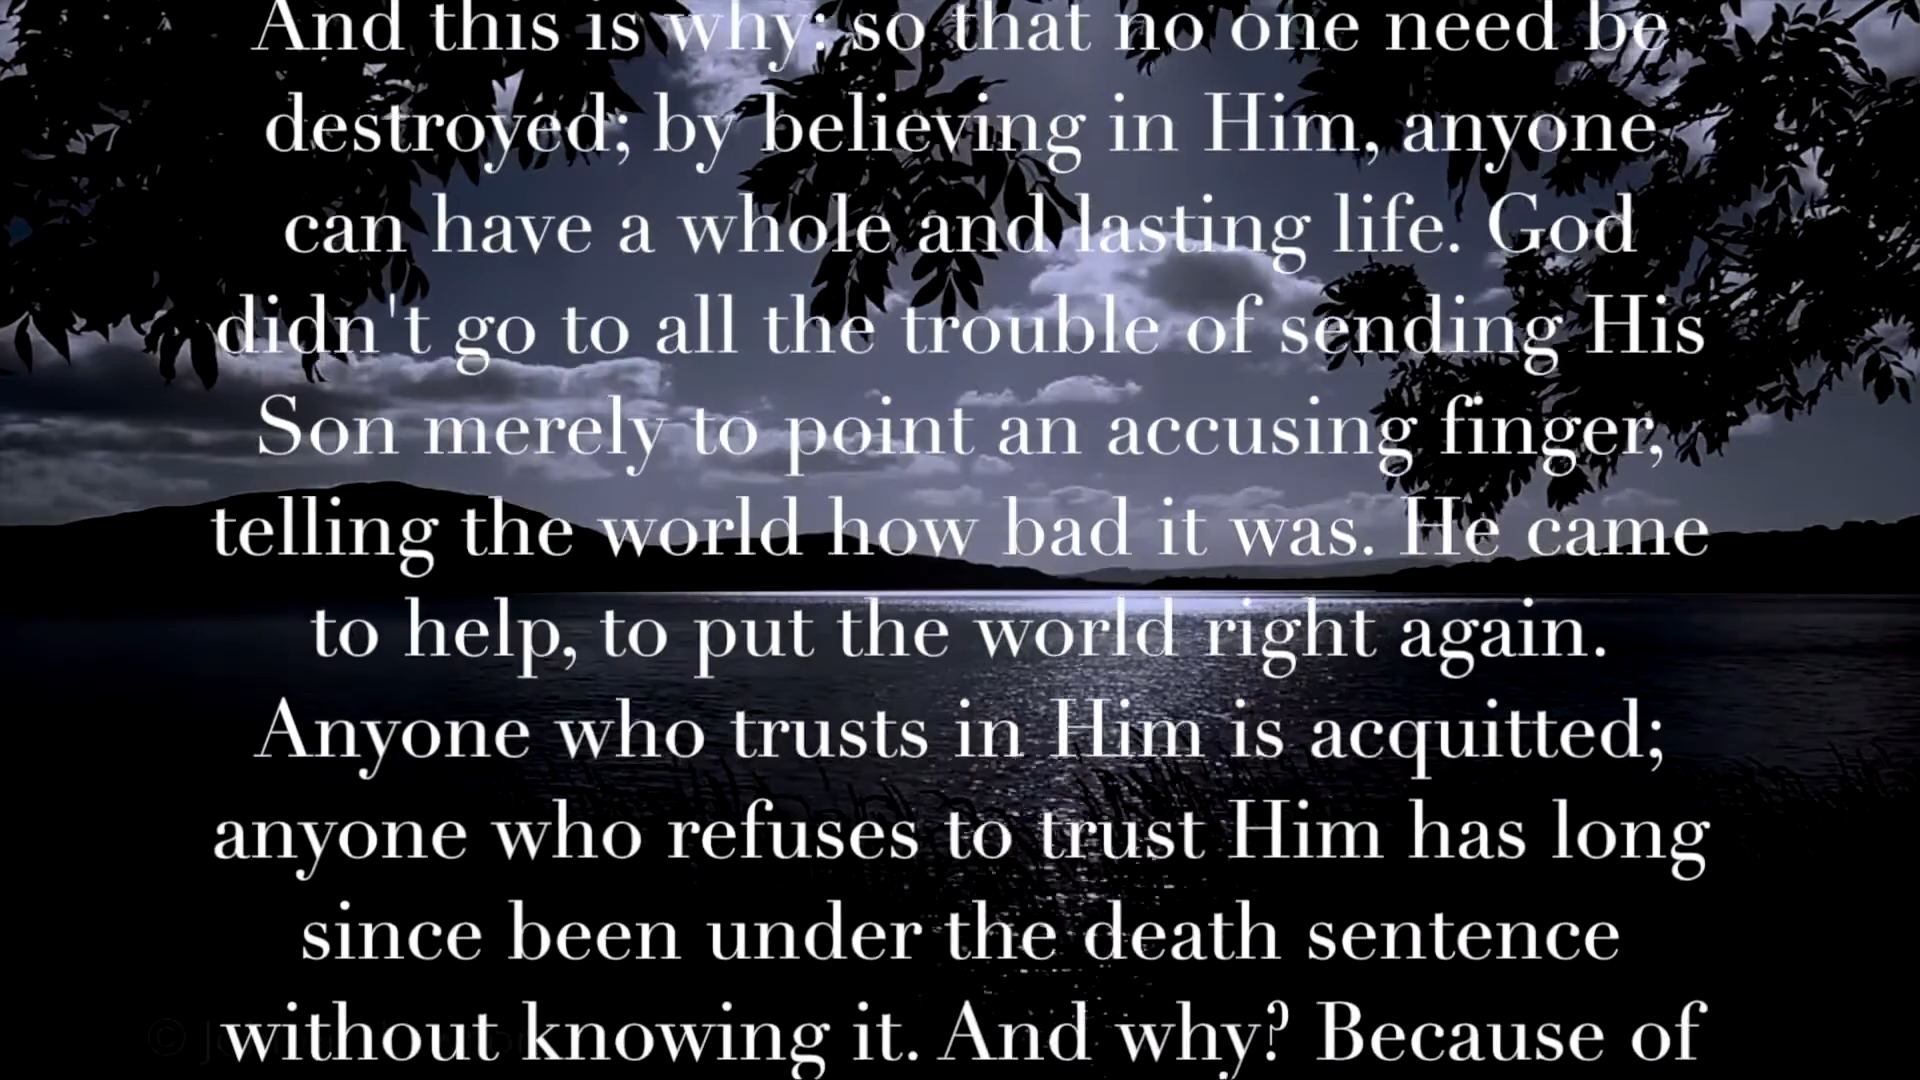 And this is why: so that no one need be
destroyed; by believing in Him, anyone
can have a whole and lasting life. God
didn't go to all the trouble of sending His
Son merely to point an accusing finger,
telling the world how bad it was. He came
to help, to put the world right again.
Anyone who trusts in Him is acquitted;
anyone who refuses to trust Him has long
since been under the death sentence
without knowing it. And why? Because of